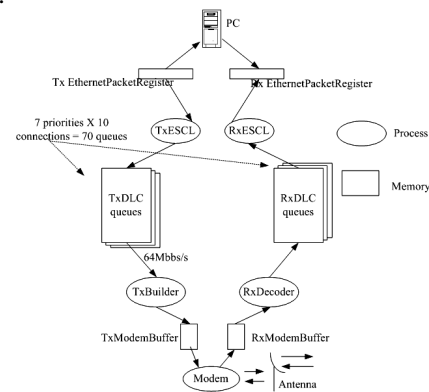 PC
Tx EthernetPacketRegister
Rx EthernetPacketRegister
7 priorities X 10
connections = 70 queues
TxESCL
RxESCL
Process
TxDLC
queues
RxDLC
queues
Memory
64Mbbs/s
TxBuilder
RxDecoder
TxModemBuffer
RxModemBuffer
Modem
Antenna